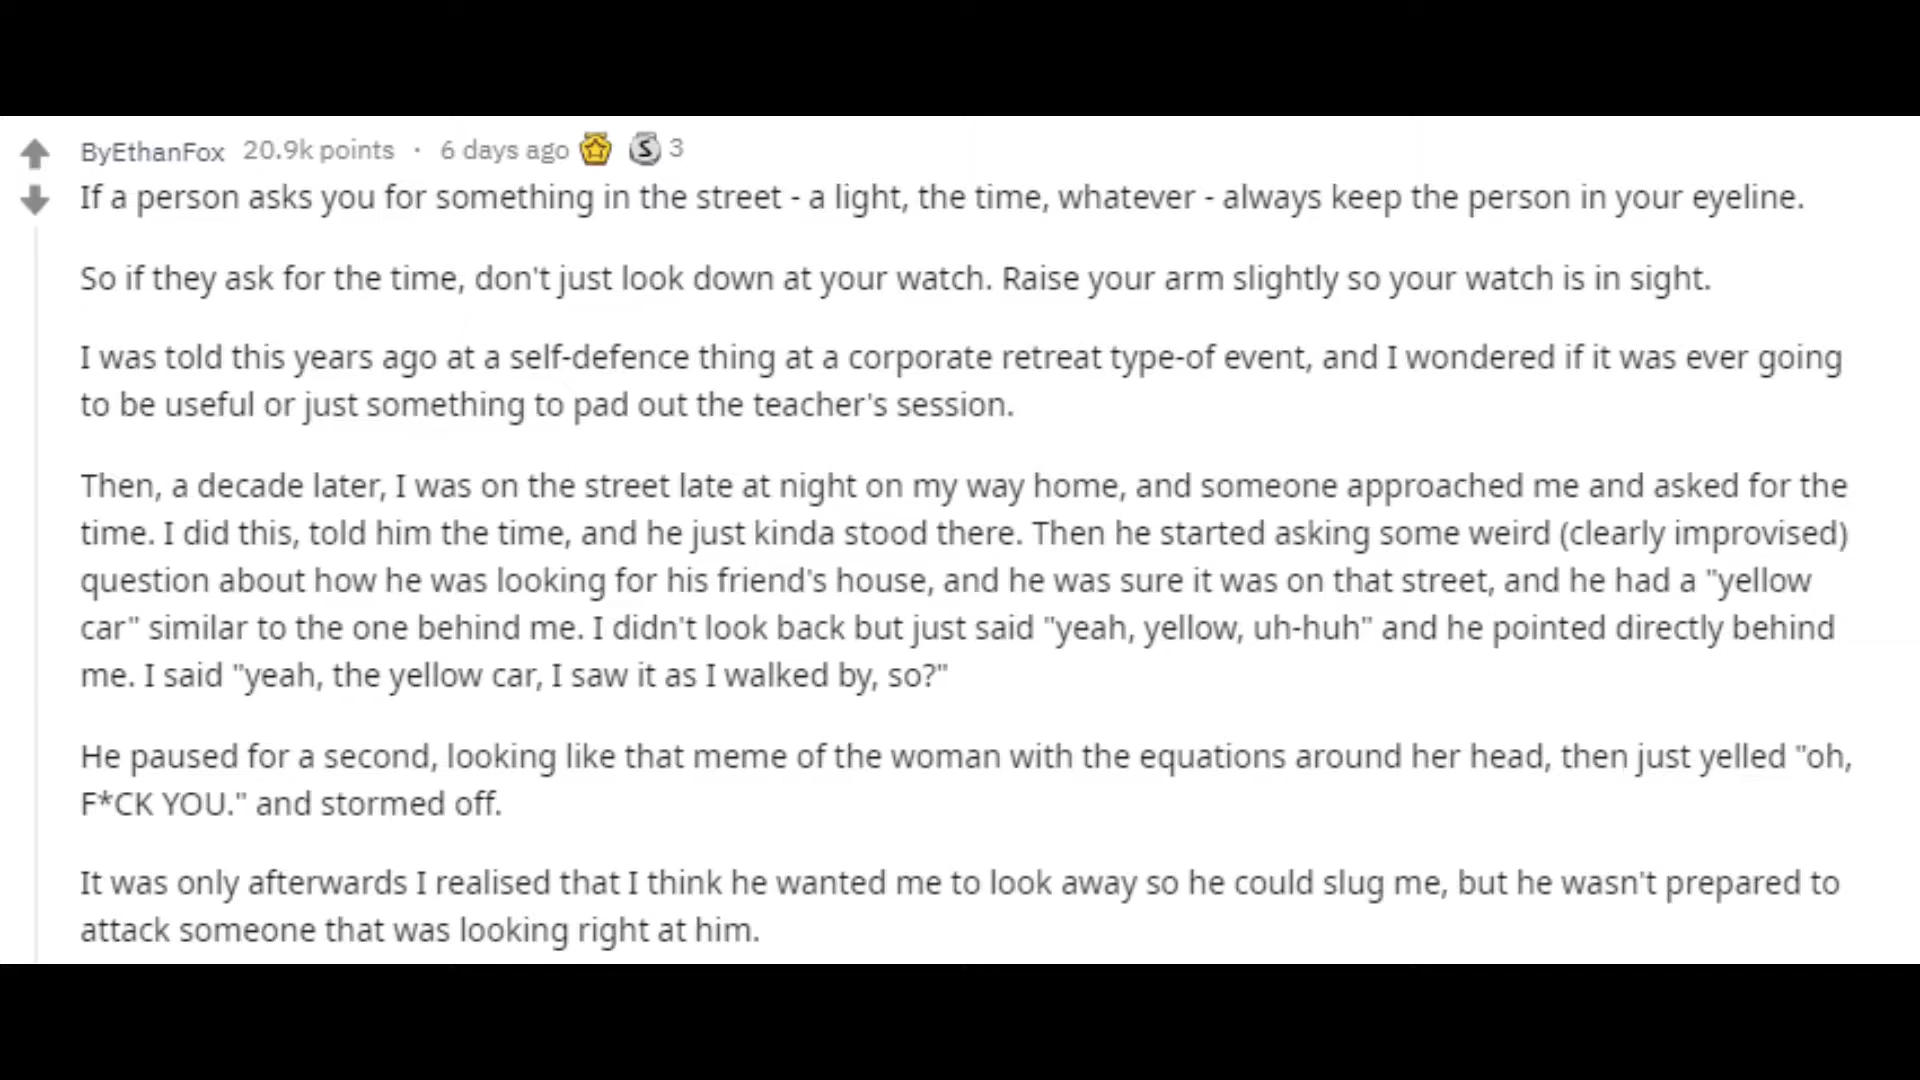 ByEthanFox 20.9k points · 6 days ago S 3
If a person asks you for something in the street - a light, the time, whatever - always keep the person in your eyeline.
So if they ask for the time, don't just look down at your watch. Raise your arm slightly so your watch is in sight.
I was told this years ago at a self-defence thing at a corporate retreat type-of event, and I wondered if it was ever going
to be useful or just something to pad out the teacher's session.
Then, a decade later, I was on the street late at night on my way home, and someone approached me and asked for the
time. I did this, told him the time, and he just kinda stood there. Then he started asking some weird (clearly improvised)
question about how he was looking for his friend's house, and he was sure it was on that street, and he had a "yellow
car" similar to the one behind me. I didn't look back but just said "yeah, yellow, uh-huh" and he pointed directly behind
me. I said "yeah, the yellow car, I saw it as I walked by, so?"
He paused for a second, looking like that meme of the woman with the equations around her head, then just yelled "oh,
F*CK YOU." and stormed off.
It was only afterwards I realised that I think he wanted me to look away so he could slug me, but he wasn't prepared to
attack someone that was looking right at him.